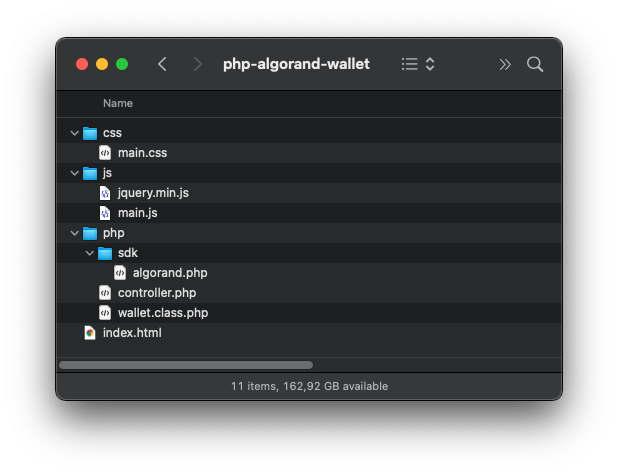 php-algorand-wallet
Name
css
main.css
js
jquery.min.js
main.js
php
sdk
algorand.php
controller.php
wallet.class.php
index.html
11 items, 162,92 GB available